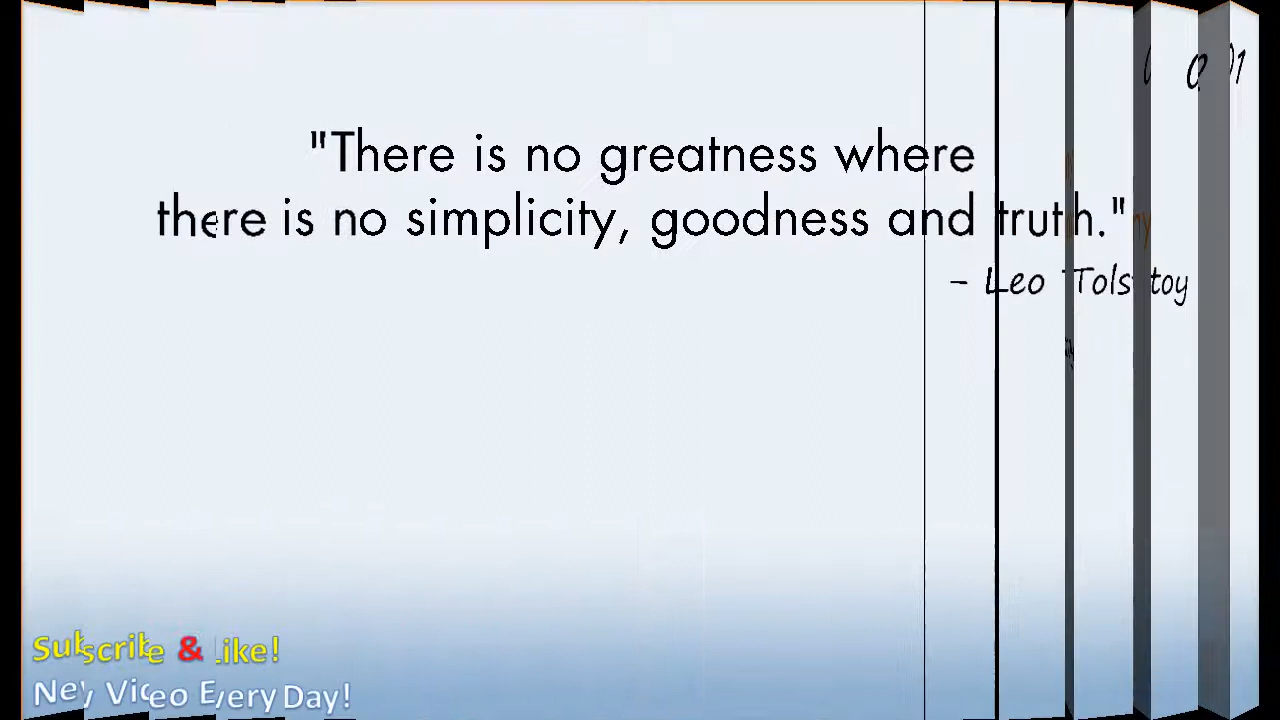 "There is no greatness where
there is no simplicity, goodness and truth."
– Leo Tolstoy
Subscribe & Like!
New Video Every Day!